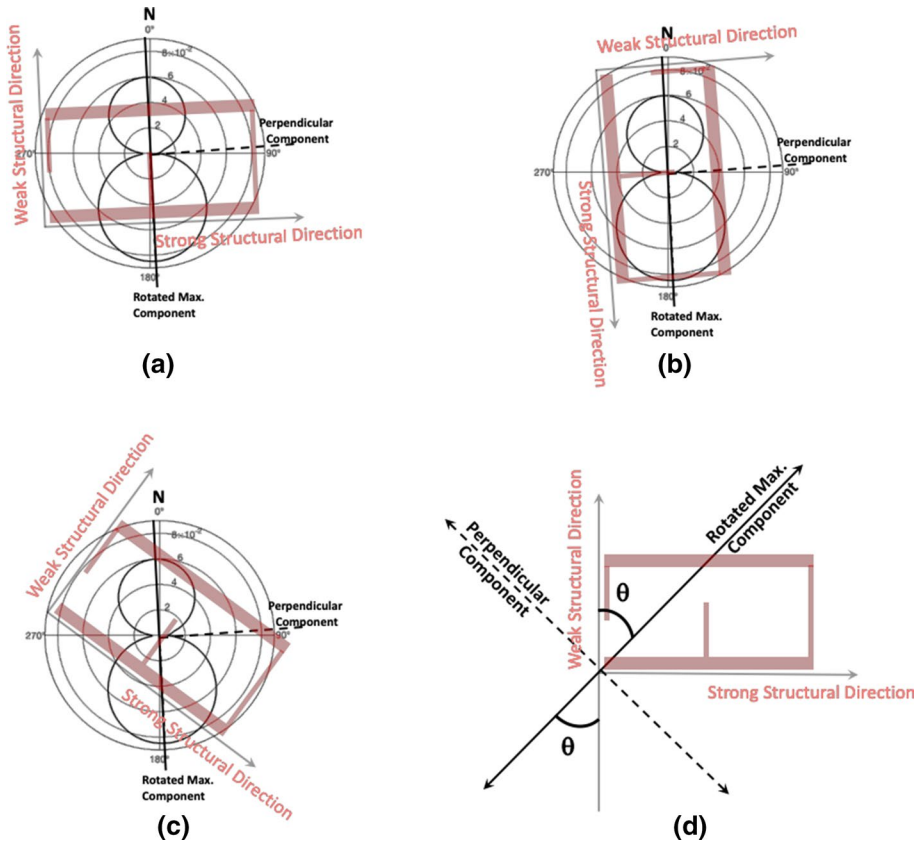 N
0°
8×10⁻²
6
4
2
Perpendicular
Component
270°
90°
Weak Structural Direction
Strong Structural Direction
180°
Rotated Max.
Component
(a)
Weak Structural Direction
N
0°
8×10⁻²
6
4
2
Perpendicular
Component
270°
90°
Strong Structural Direction
180°
Rotated Max.
Component
(b)
Weak Structural Direction
N
0°
8×10⁻²
6
4
2
Perpendicular
Component
270°
90°
Strong Structural Direction
180°
Rotated Max.
Component
(c)
Weak Structural Direction
Rotated Max.
Component
Perpendicular
Component
θ
Strong Structural Direction
θ
(d)